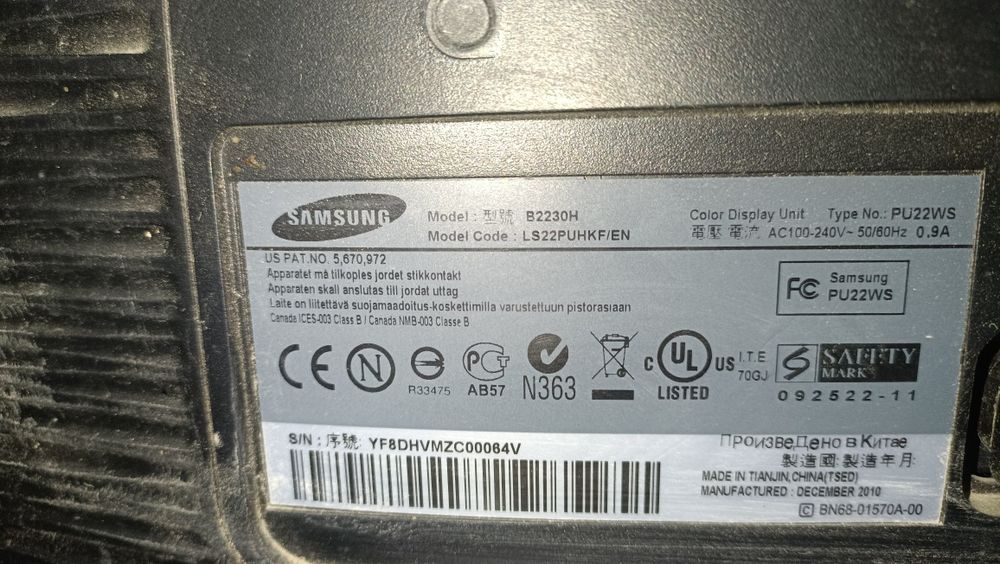 SAMSUNG
Model : 型號 B2230H
Model Code : LS22PUHKF/EN
Color Display Unit Type No.: PU22WS
電壓 電流 AC100-240V~ 50/60Hz 0.9A
US PAT.NO. 5,670,972
Apparatet må tilkoples jordet stikkontakt
Apparaten skall anslutas till jordat uttag
Laite on liitettävä suojamaadoitus-koskettimilla varustettuun pistorasiaan
Canada ICES-003 Class B / Canada NMB-003 Classe B
FC Samsung
PU22WS
CE N R33475 PCT AB57 N363
C UL US LISTED
I.T.E
70GJ
S SAFETY
MARK
092522-11
S/N : 序號: YF8DHVMZC00064V
Произведено в Китае
製造國 製造年月
MADE IN TIANJIN,CHINA(TSED)
MANUFACTURED : DECEMBER 2010
© BN68-01570A-00